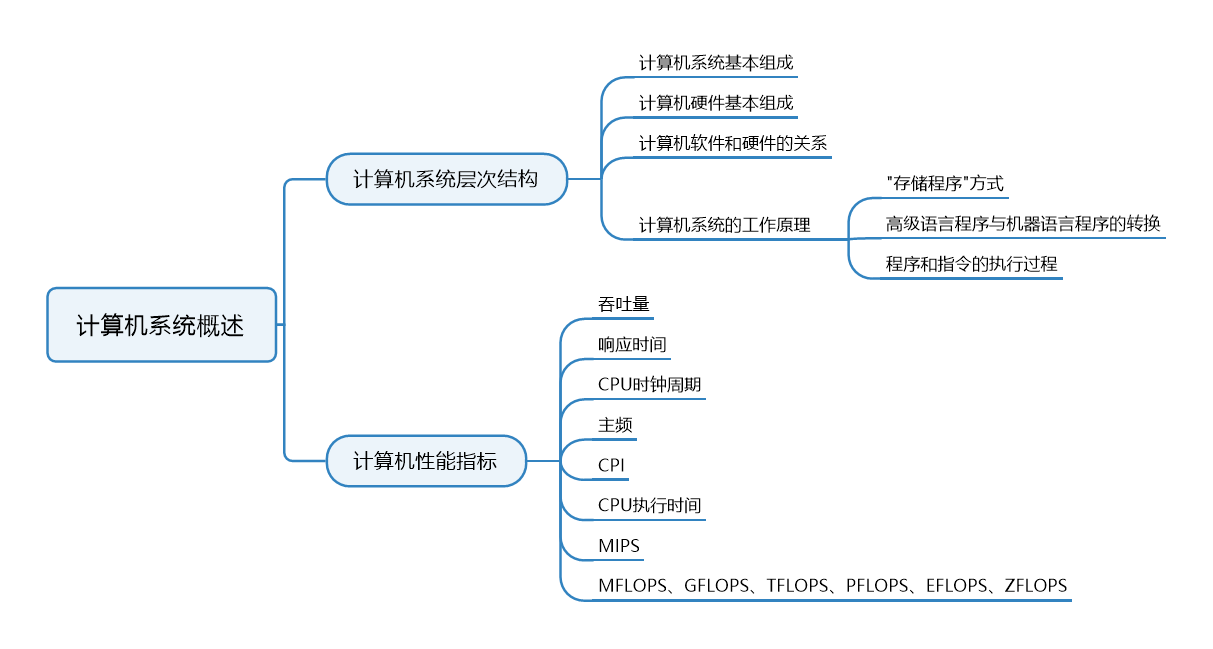 计算机系统概述
计算机系统层次结构
计算机系统基本组成
计算机硬件基本组成
计算机软件和硬件的关系
计算机系统的工作原理
"存储程序"方式
高级语言程序与机器语言程序的转换
程序和指令的执行过程
计算机性能指标
吞吐量
响应时间
CPU时钟周期
主频
CPI
CPU执行时间
MIPS
MFLOPS、GFLOPS、TFLOPS、PFLOPS、EFLOPS、ZFLOPS